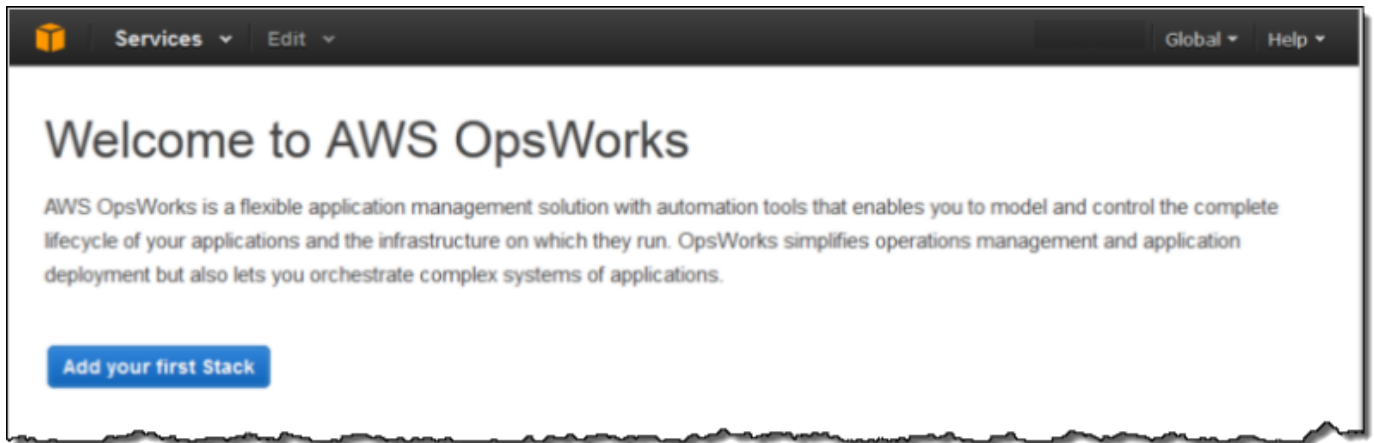 Services Edit Global Help
Welcome to AWS OpsWorks
AWS OpsWorks is a flexible application management solution with automation tools that enables you to model and control the complete
lifecycle of your applications and the infrastructure on which they run. OpsWorks simplifies operations management and application
deployment but also lets you orchestrate complex systems of applications.
Add your first Stack